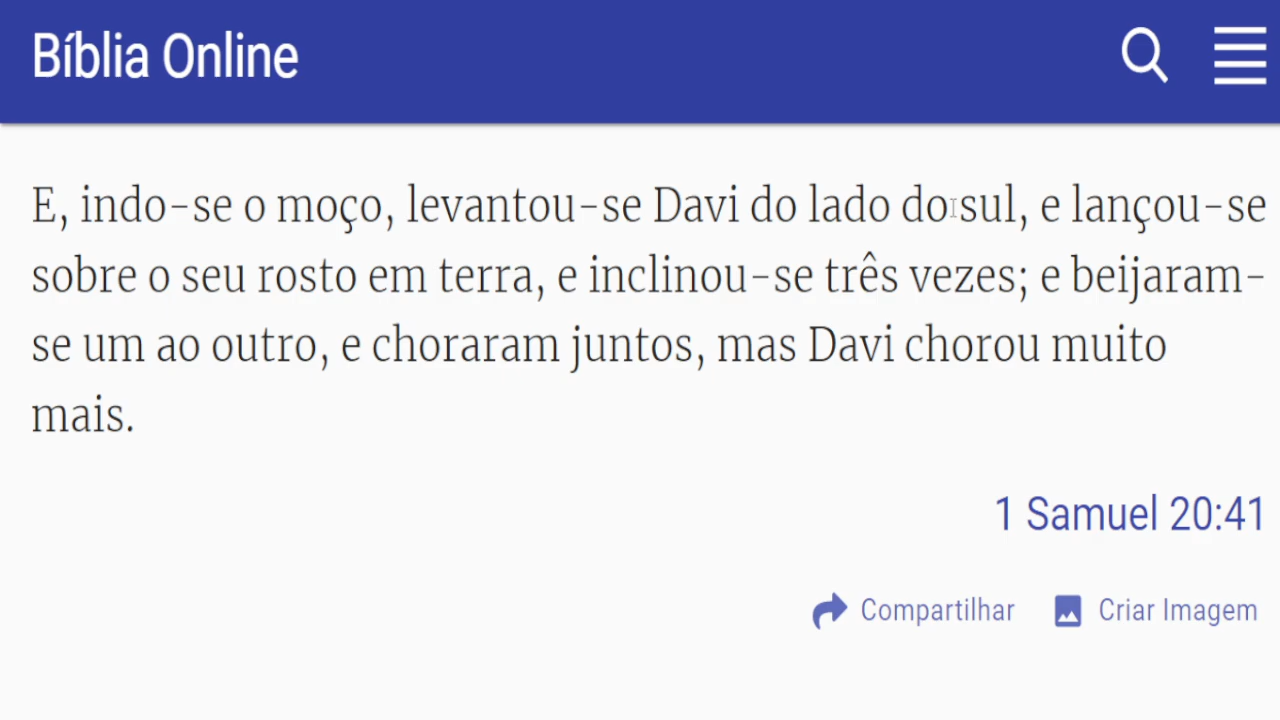 Bíblia Online
E, indo-se o moço, levantou-se Davi do lado do sul, e lançou-se
sobre o seu rosto em terra, e inclinou-se três vezes; e beijaram-
se um ao outro, e choraram juntos, mas Davi chorou muito
mais.
1 Samuel 20:41
Compartilhar Criar Imagem